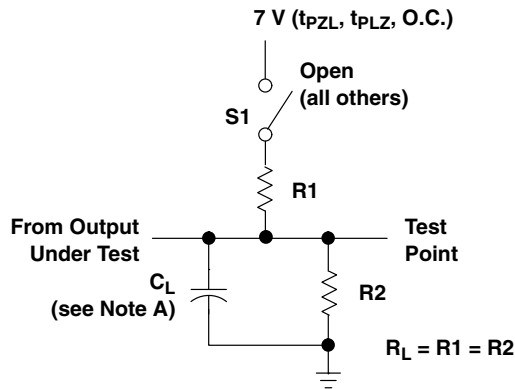 7 V (tPZL, tPLZ, O.C.)
Open
(all others)
S1
R1
From Output
Under Test
Test
Point
CL
(see Note A)
R2
RL = R1 = R2